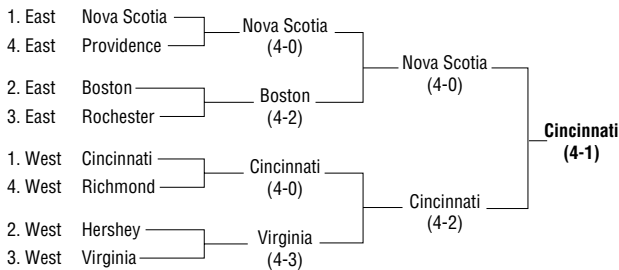 1. East Nova Scotia
4. East Providence
Nova Scotia
(4-0)
2. East Boston
3. East Rochester
Boston
(4-2)
Nova Scotia
(4-0)
1. West Cincinnati
4. West Richmond
Cincinnati
(4-0)
2. West Hershey
3. West Virginia
Virginia
(4-3)
Cincinnati
(4-2)
Cincinnati
(4-1)